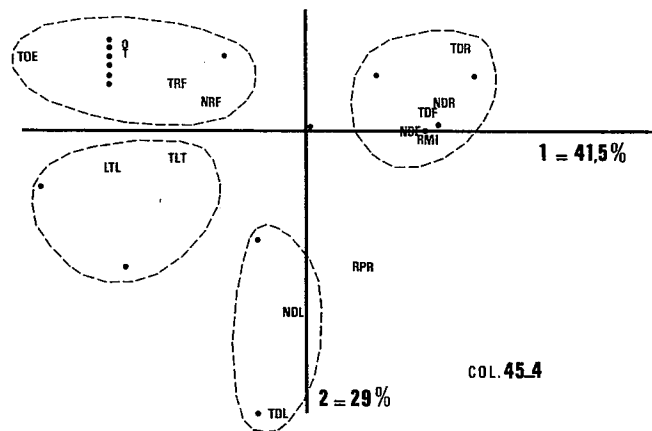 TDR
TOE
O
T
TRF
NRF
NDR
TDF
NDF
RMI
1 = 41,5%
LTL
TLT
RPR
NDL
COL. 45_4
2 = 29%
TDL